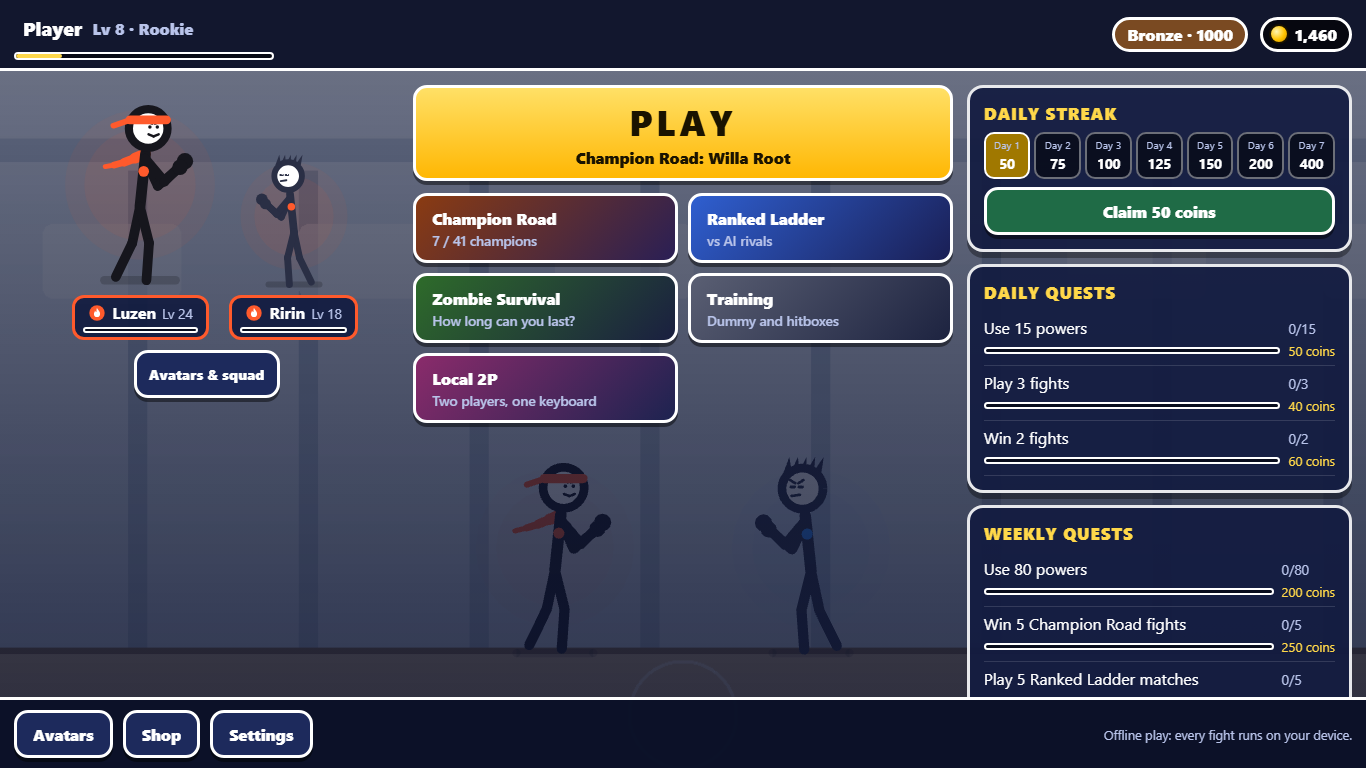 Player Lv 8 · Rookie
Bronze · 1000
1,460
PLAY
Champion Road: Willa Root
Champion Road
7 / 41 champions
Ranked Ladder
vs AI rivals
Zombie Survival
How long can you last?
Training
Dummy and hitboxes
Local 2P
Two players, one keyboard
Luzen Lv 24
Ririn Lv 18
Avatars & squad
DAILY STREAK
Day 1 Day 2 Day 3 Day 4 Day 5 Day 6 Day 7
50 75 100 125 150 200 400
Claim 50 coins
DAILY QUESTS
Use 15 powers 0/15
50 coins
Play 3 fights 0/3
40 coins
Win 2 fights 0/2
60 coins
WEEKLY QUESTS
Use 80 powers 0/80
200 coins
Win 5 Champion Road fights 0/5
250 coins
Play 5 Ranked Ladder matches 0/5
Avatars
Shop
Settings
Offline play: every fight runs on your device.